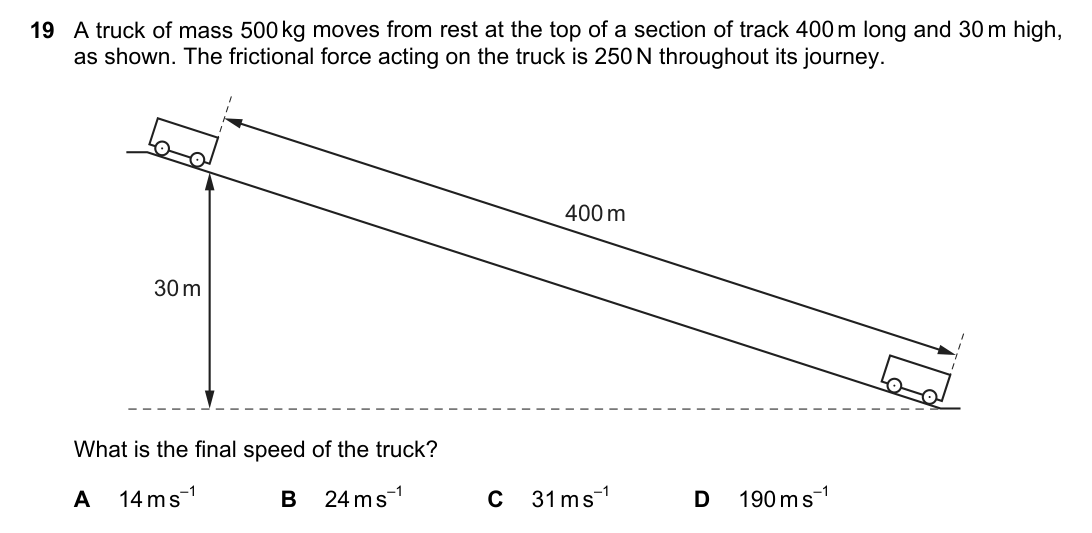 19 A truck of mass 500 kg moves from rest at the top of a section of track 400 m long and 30 m high,
as shown. The frictional force acting on the truck is 250 N throughout its journey.
400 m
30 m
What is the final speed of the truck?
A 14 m s⁻¹ B 24 m s⁻¹ C 31 m s⁻¹ D 190 m s⁻¹